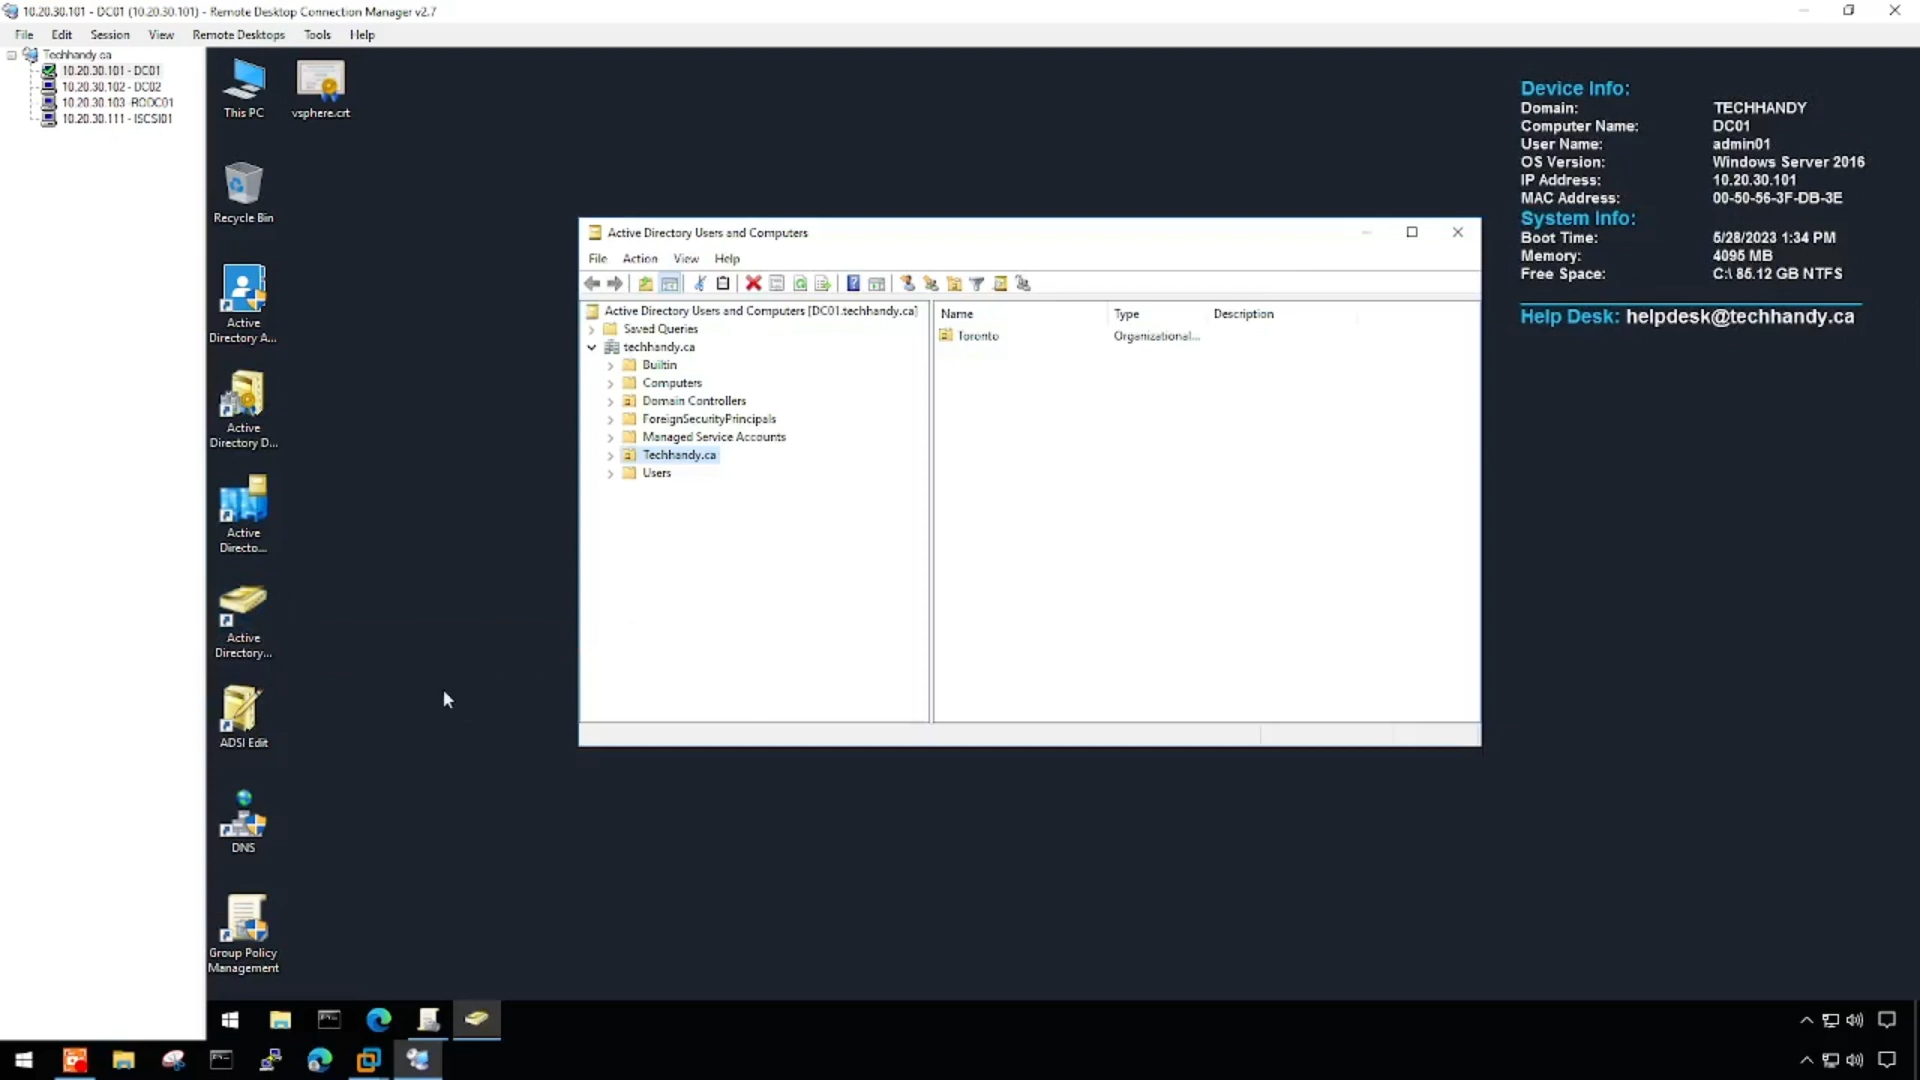 10.20.30.101 - DC01 (10.20.30.101) - Remote Desktop Connection Manager v2.7
File Edit Session View Remote Desktops Tools Help
Techhandy.ca
10.20.30.101 - DC01
10.20.30.102 - DC02
10.20.30.103 -RODC01
10.20.30.111 - ISCSI01
This PC
vsphere.crt
Recycle Bin
Active
Directory A...
Active
Directory D...
Active
Directo...
Active
Directory...
ADSI Edit
DNS
Group Policy
Management
Active Directory Users and Computers
File Action View Help
Active Directory Users and Computers [DC01.techhandy.ca]
Saved Queries
techhandy.ca
Builtin
Computers
Domain Controllers
ForeignSecurityPrincipals
Managed Service Accounts
Techhandy.ca
Users
Name Type Description
Toronto Organizational...
Device Info:
Domain: TECHHANDY
Computer Name: DC01
User Name: admin01
OS Version: Windows Server 2016
IP Address: 10.20.30.101
MAC Address: 00-50-56-3F-DB-3E
System Info:
Boot Time: 5/28/2023 1:34 PM
Memory: 4095 MB
Free Space: C:\ 85.12 GB NTFS
Help Desk: helpdesk@techhandy.ca